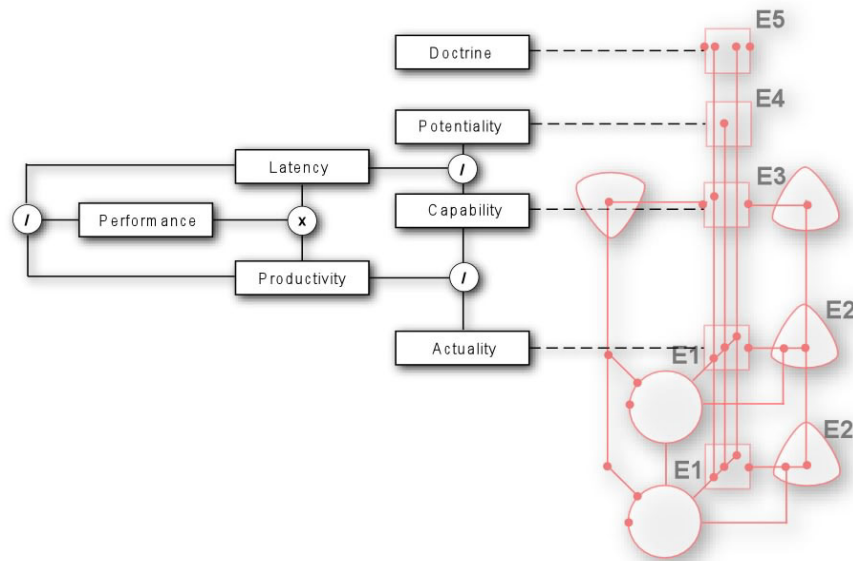 E5
Doctrine
E4
Potentiality
Latency
/
E3
/
Performance
x
Capability
Productivity
/
E2
Actuality
E1
E2
E1